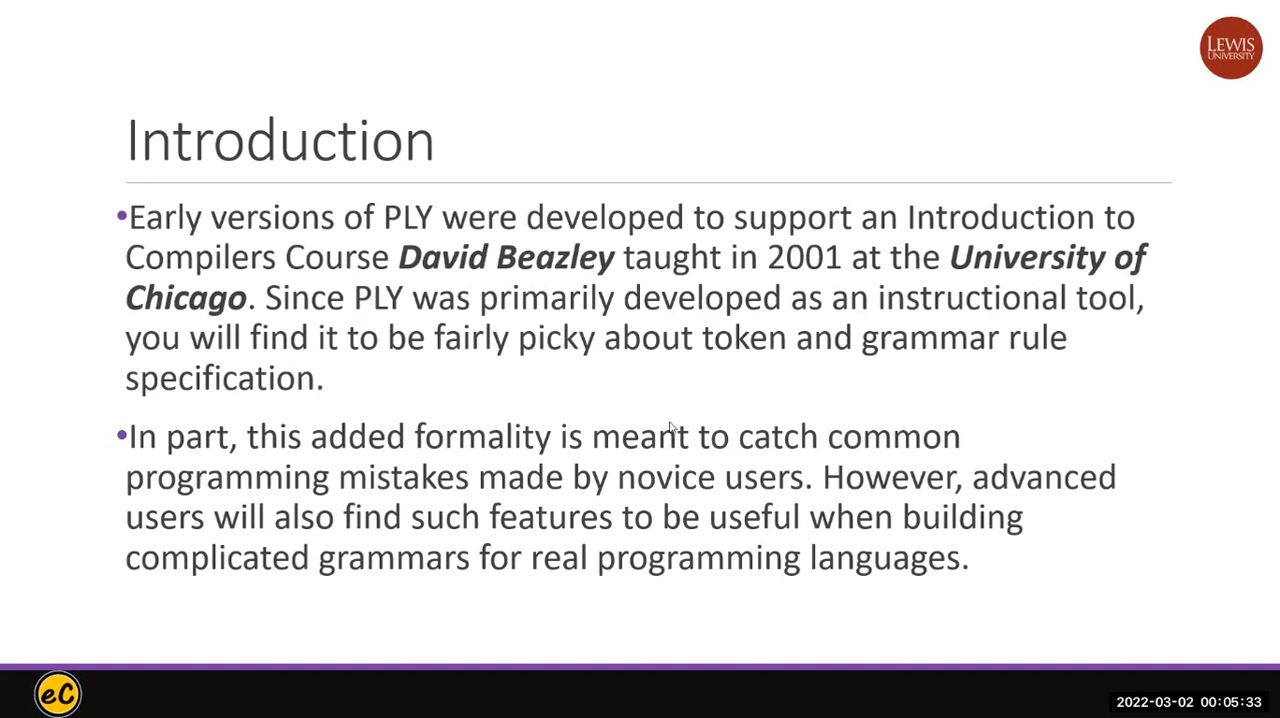 LEWIS
UNIVERSITY
Introduction
•Early versions of PLY were developed to support an Introduction to
Compilers Course David Beazley taught in 2001 at the University of
Chicago. Since PLY was primarily developed as an instructional tool,
you will find it to be fairly picky about token and grammar rule
specification.
•In part, this added formality is meant to catch common
programming mistakes made by novice users. However, advanced
users will also find such features to be useful when building
complicated grammars for real programming languages.
eC
2022-03-02 00:05:33